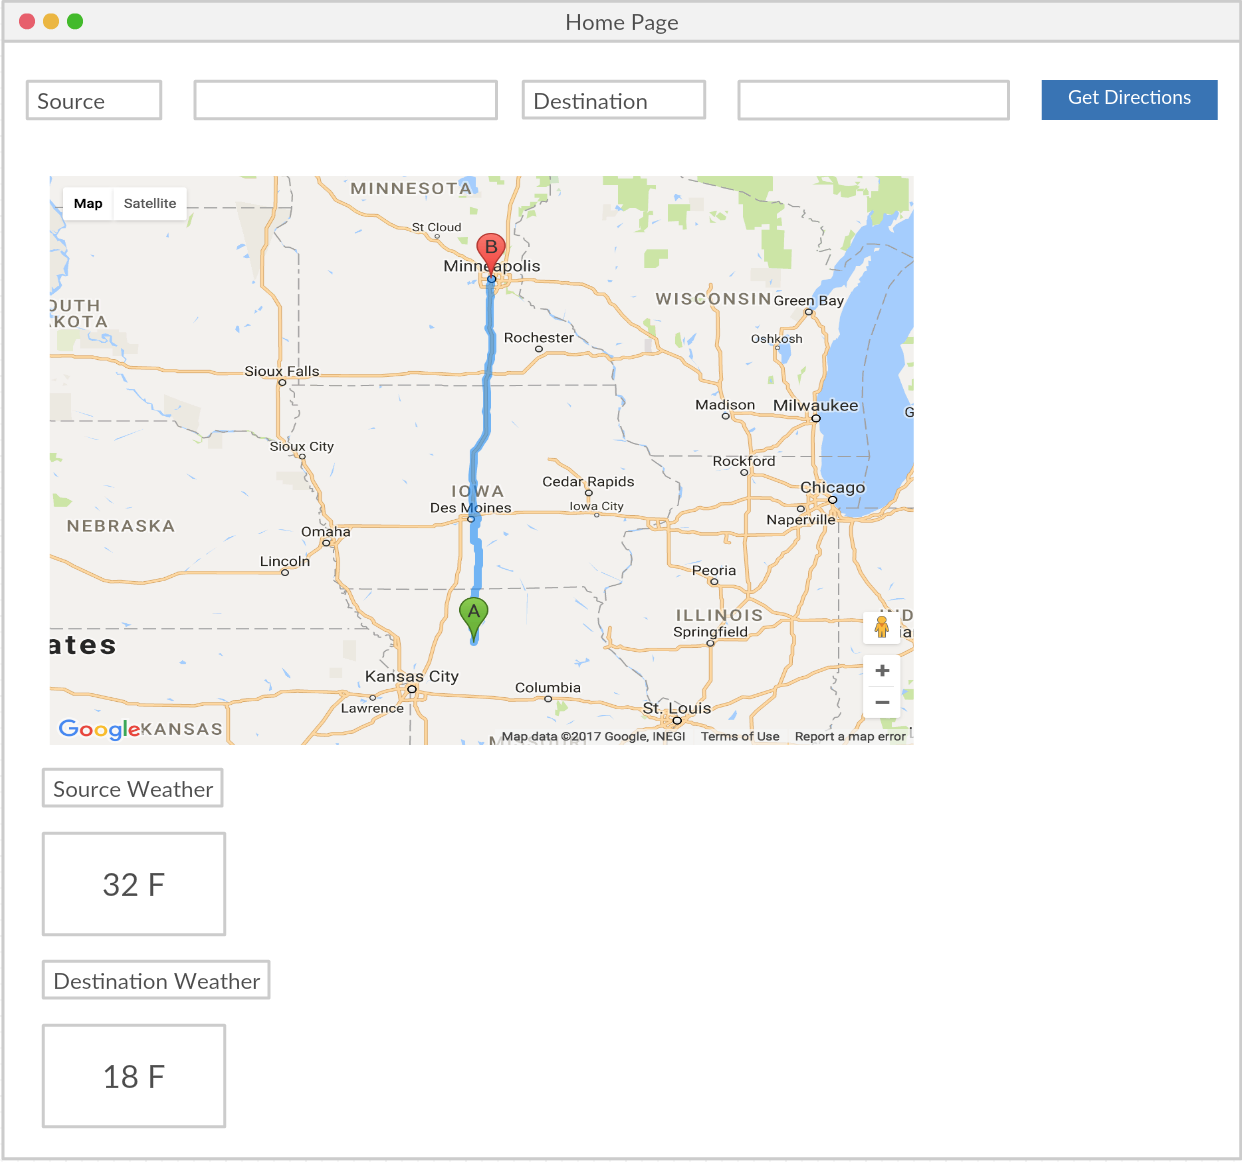 Home Page
Source
Destination
Get Directions
Map Satellite
MINNESOTA
St Cloud
B
Minneapolis
WISCONSIN
Green Bay
OUTH
KOTA
Rochester
Oshkosh
Sioux Falls
Madison
Milwaukee
G
Sioux City
Rockford
Cedar Rapids
Chicago
IOWA
Des Moines
Iowa City
Naperville
NEBRASKA
Omaha
Lincoln
Peoria
A
ILLINOIS
IND
Springfield
ates
Kansas City
Columbia
+
Lawrence
St. Louis
−
Google
KANSAS
Map data ©2017 Google, INEGI Terms of Use Report a map error
Source Weather
32 F
Destination Weather
18 F